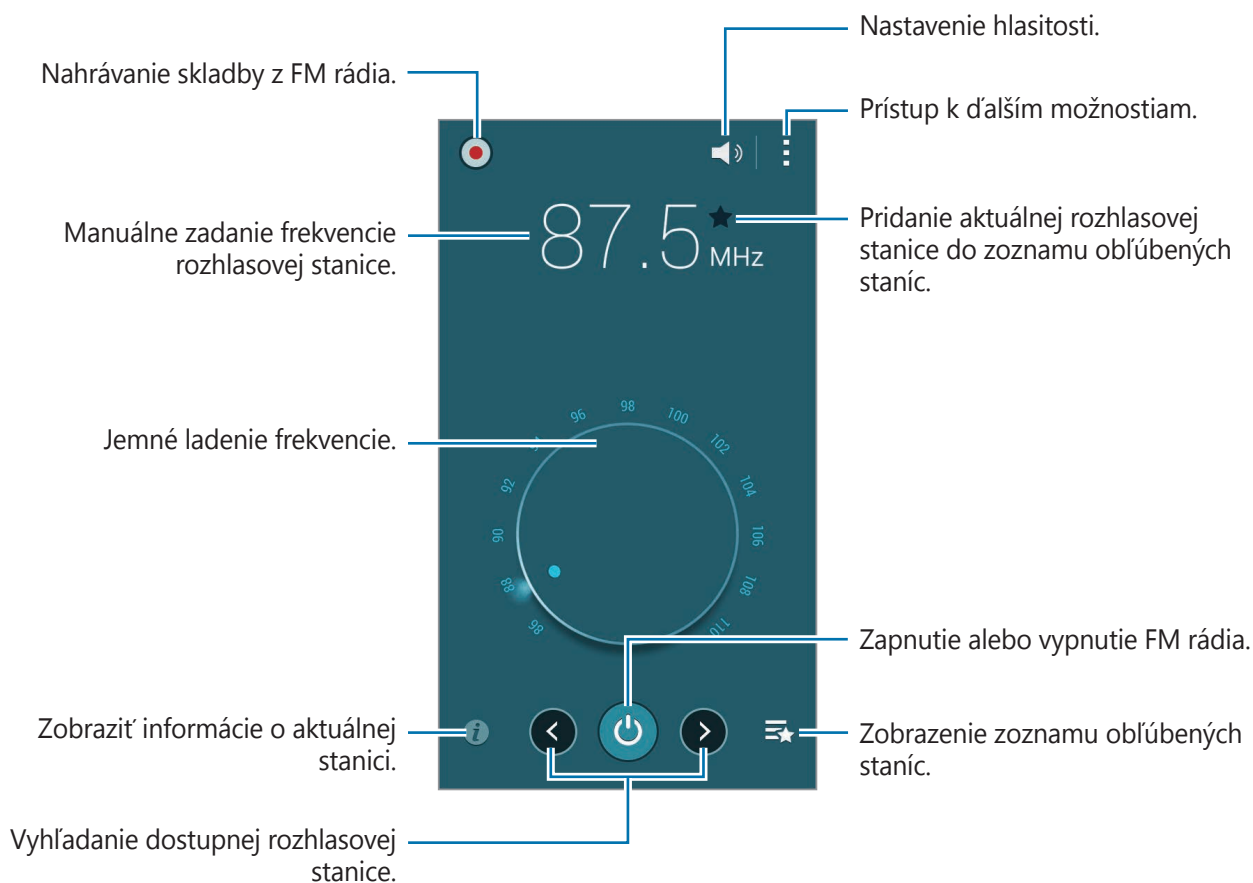 Nastavenie hlasitosti.
Nahrávanie skladby z FM rádia.
Prístup k ďalším možnostiam.
87.5
MHz
Manuálne zadanie frekvencie
rozhlasovej stanice.
Pridanie aktuálnej rozhlasovej
stanice do zoznamu obľúbených
staníc.
Jemné ladenie frekvencie.
86
88
90
92
96
98
100
102
104
106
108
110
Zapnutie alebo vypnutie FM rádia.
Zobraziť informácie o aktuálnej
stanici.
i
Zobrazenie zoznamu obľúbených
staníc.
Vyhľadanie dostupnej rozhlasovej
stanice.